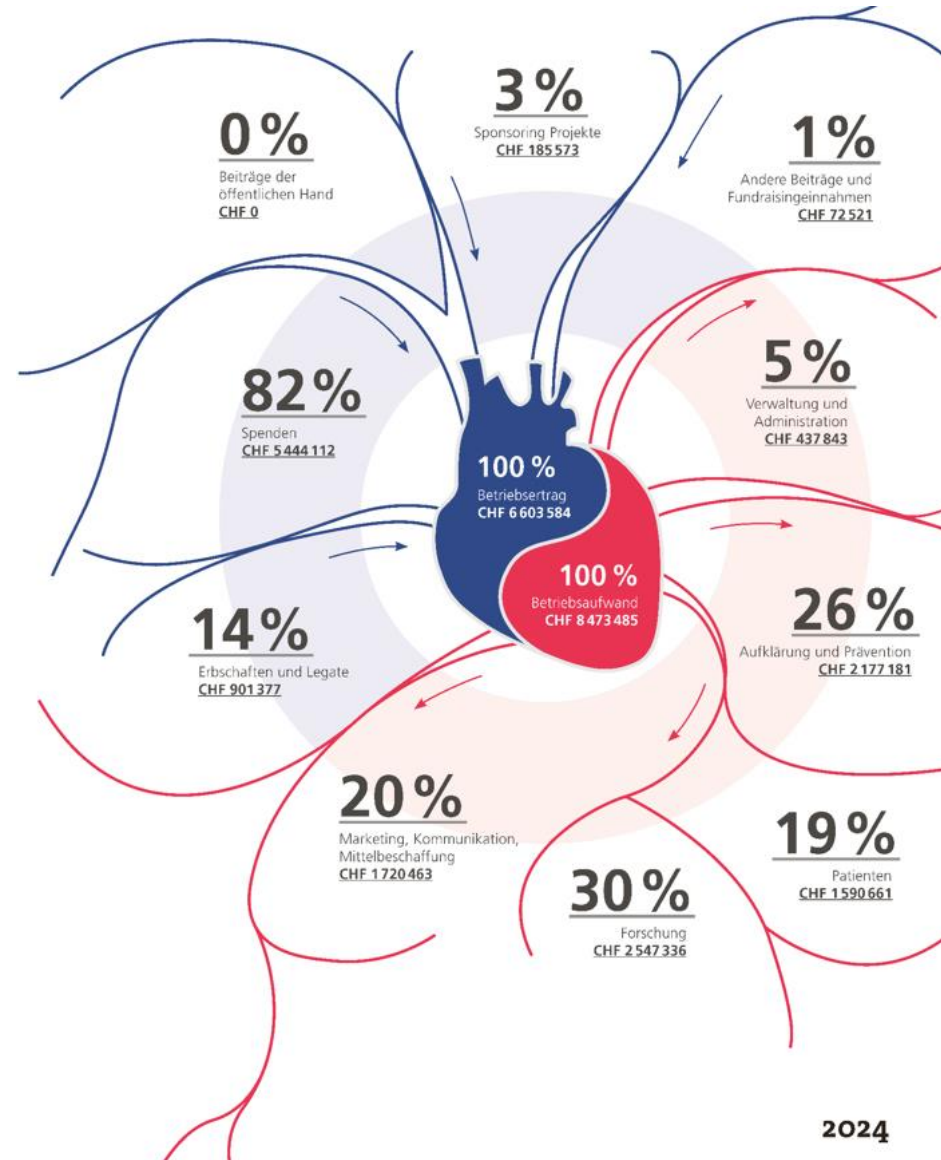 3 %
Sponsoring Projekte
CHF 185 573
0 %
Beiträge der
öffentlichen Hand
CHF 0
1 %
Andere Beiträge und
Fundraisingeinnahmen
CHF 72 521
82 %
Spenden
CHF 5 444 112
5 %
Verwaltung und
Administration
CHF 437 843
100 %
Betriebsertrag
CHF 6 603 584
100 %
Betriebsaufwand
CHF 8 473 485
14 %
Erbschaften und Legate
CHF 901 377
26 %
Aufklärung und Prävention
CHF 2 177 181
20 %
Marketing, Kommunikation,
Mittelbeschaffung
CHF 1 720 463
19 %
Patienten
CHF 1 590 661
30 %
Forschung
CHF 2 547 336
2024